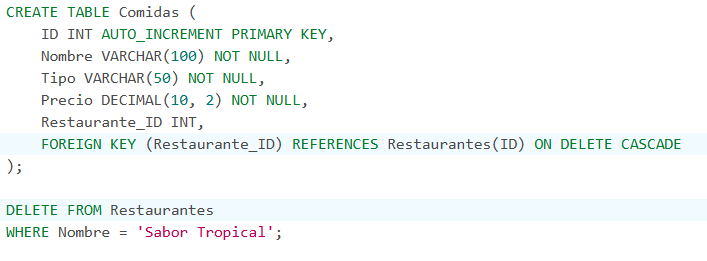 CREATE TABLE Comidas (
    ID INT AUTO_INCREMENT PRIMARY KEY,
    Nombre VARCHAR(100) NOT NULL,
    Tipo VARCHAR(50) NOT NULL,
    Precio DECIMAL(10, 2) NOT NULL,
    Restaurante_ID INT,
    FOREIGN KEY (Restaurante_ID) REFERENCES Restaurantes(ID) ON DELETE CASCADE
);

DELETE FROM Restaurantes
WHERE Nombre = 'Sabor Tropical';